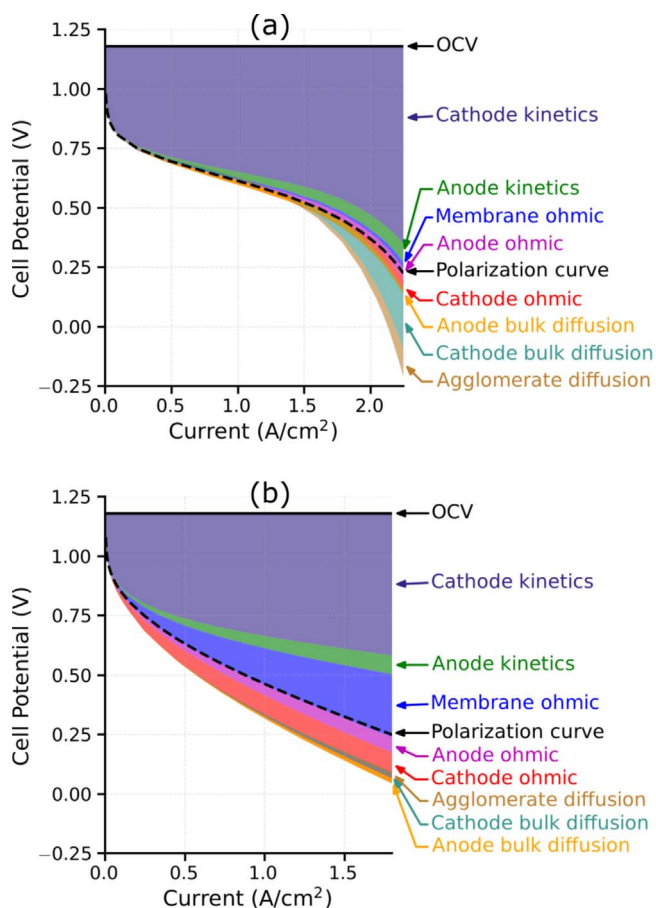 (a)
1.25
1.00
0.75
0.50
0.25
0.00
−0.25
Cell Potential (V)
0.0 0.5 1.0 1.5 2.0
Current (A/cm²)
OCV
Cathode kinetics
Anode kinetics
Membrane ohmic
Anode ohmic
Polarization curve
Cathode ohmic
Anode bulk diffusion
Cathode bulk diffusion
Agglomerate diffusion
(b)
1.25
1.00
0.75
0.50
0.25
0.00
−0.25
Cell Potential (V)
0.0 0.5 1.0 1.5
Current (A/cm²)
OCV
Cathode kinetics
Anode kinetics
Membrane ohmic
Polarization curve
Anode ohmic
Cathode ohmic
Agglomerate diffusion
Cathode bulk diffusion
Anode bulk diffusion